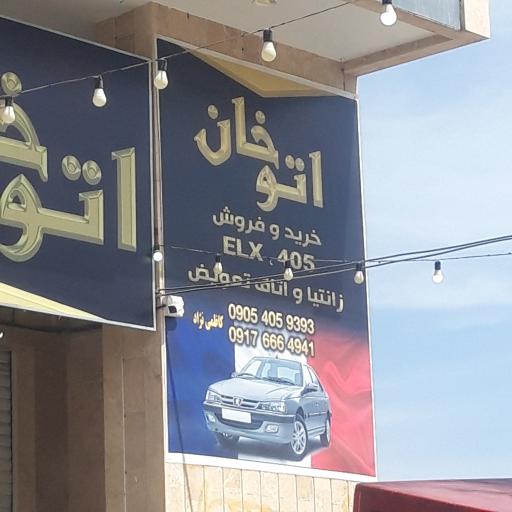 اتو خان
خرید و فروش
ELX 405
زانتیا و اتاق تعویض
0905 405 9393
0917 666 4941
کاظمی نژاد
اتو